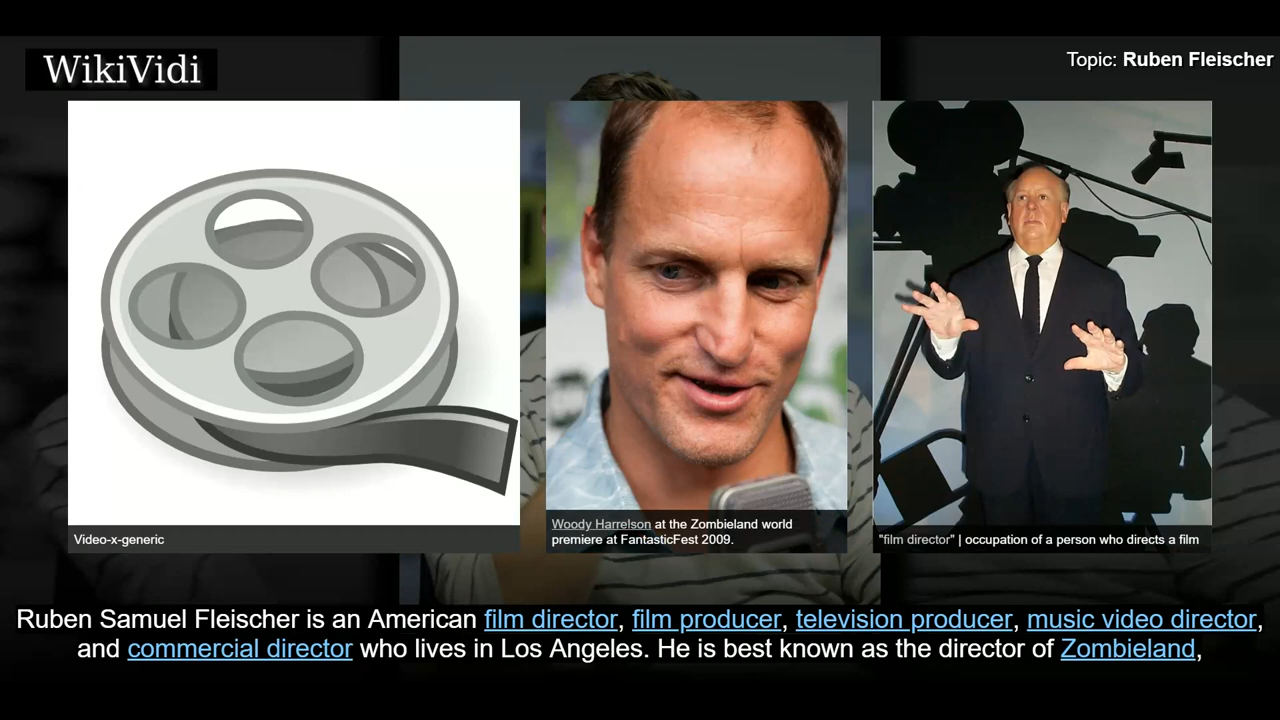 WikiVidi
Topic: Ruben Fleischer
Video-x-generic
Woody Harrelson at the Zombieland world
premiere at FantasticFest 2009.
"film director" | occupation of a person who directs a film
Ruben Samuel Fleischer is an American film director, film producer, television producer, music video director,
and commercial director who lives in Los Angeles. He is best known as the director of Zombieland,